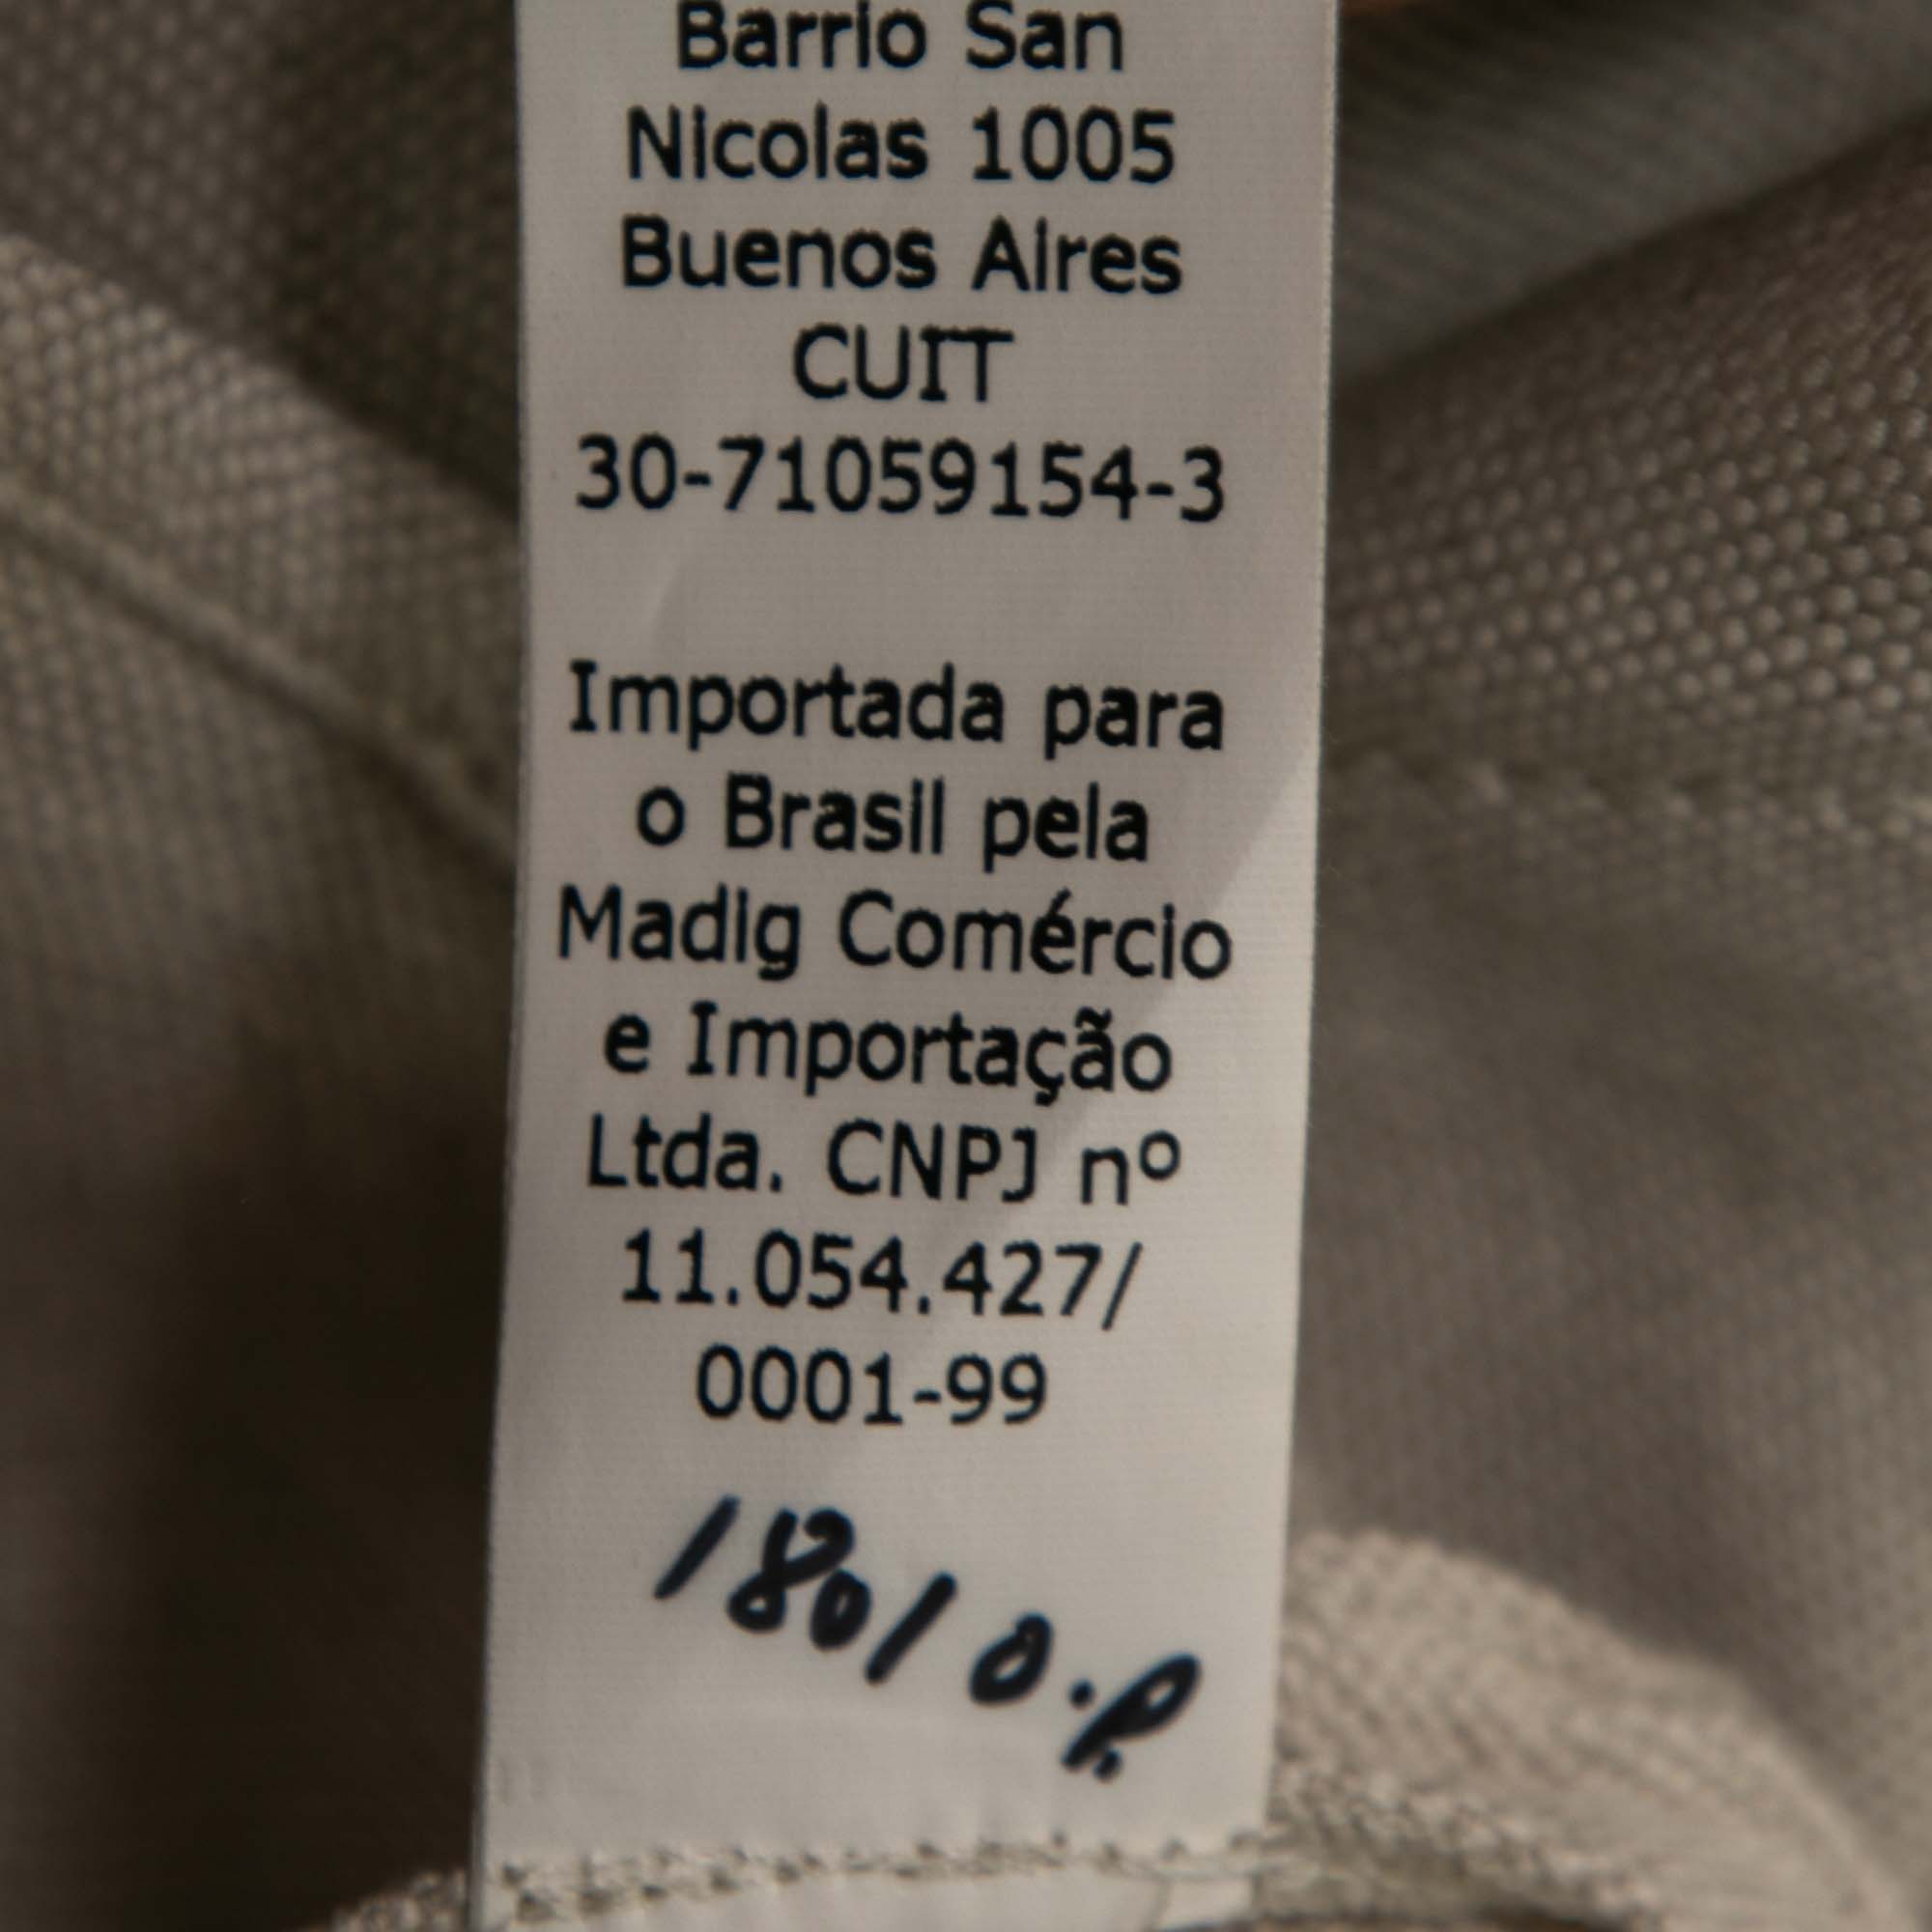 Barrio San
Nicolas 1005
Buenos Aires
CUIT
30-71059154-3
Importada para
o Brasil pela
Madig Comércio
e Importação
Ltda. CNPJ nº
11.054.427/
0001-99
1801 O.P.